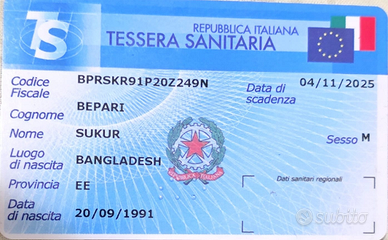 TS
REPUBBLICA ITALIANA
TESSERA SANITARIA
Codice Fiscale BPRSKR91P20Z249N
Data di scadenza 04/11/2025
Cognome BEPARI
Nome SUKUR
Sesso M
Luogo di nascita BANGLADESH
Provincia EE
Dati sanitari regionali
Data di nascita 20/09/1991
subito